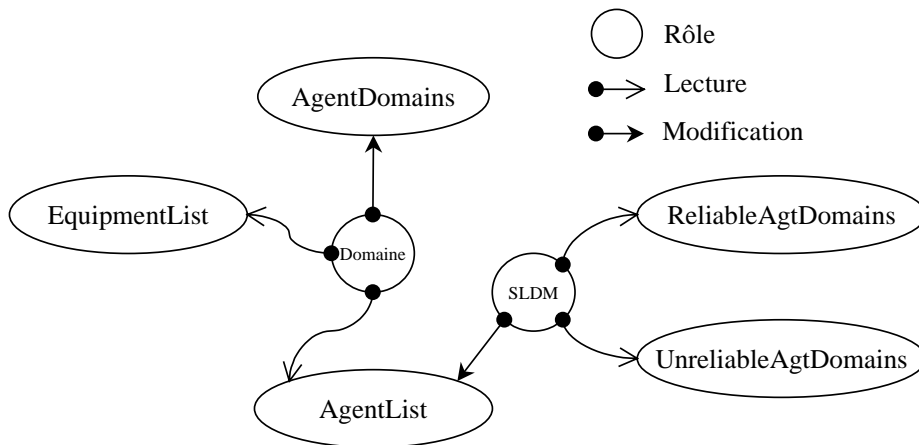 Rôle
Lecture
AgentDomains
Modification
EquipmentList
ReliableAgtDomains
Domaine
SLDM
UnreliableAgtDomains
AgentList